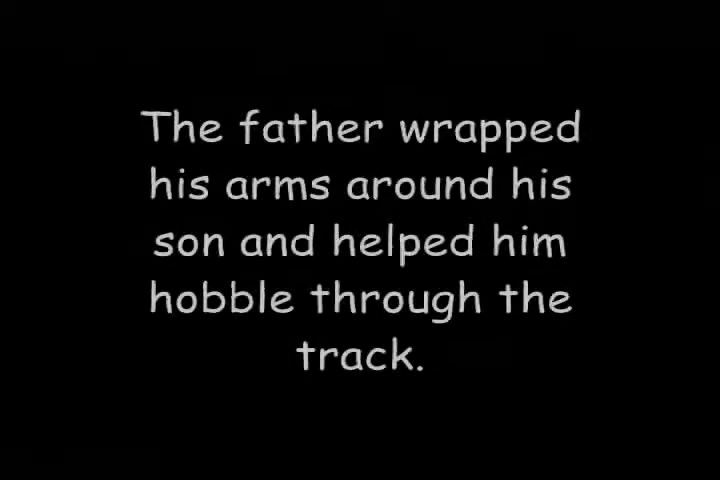 The father wrapped
his arms around his
son and helped him
hobble through the
track.